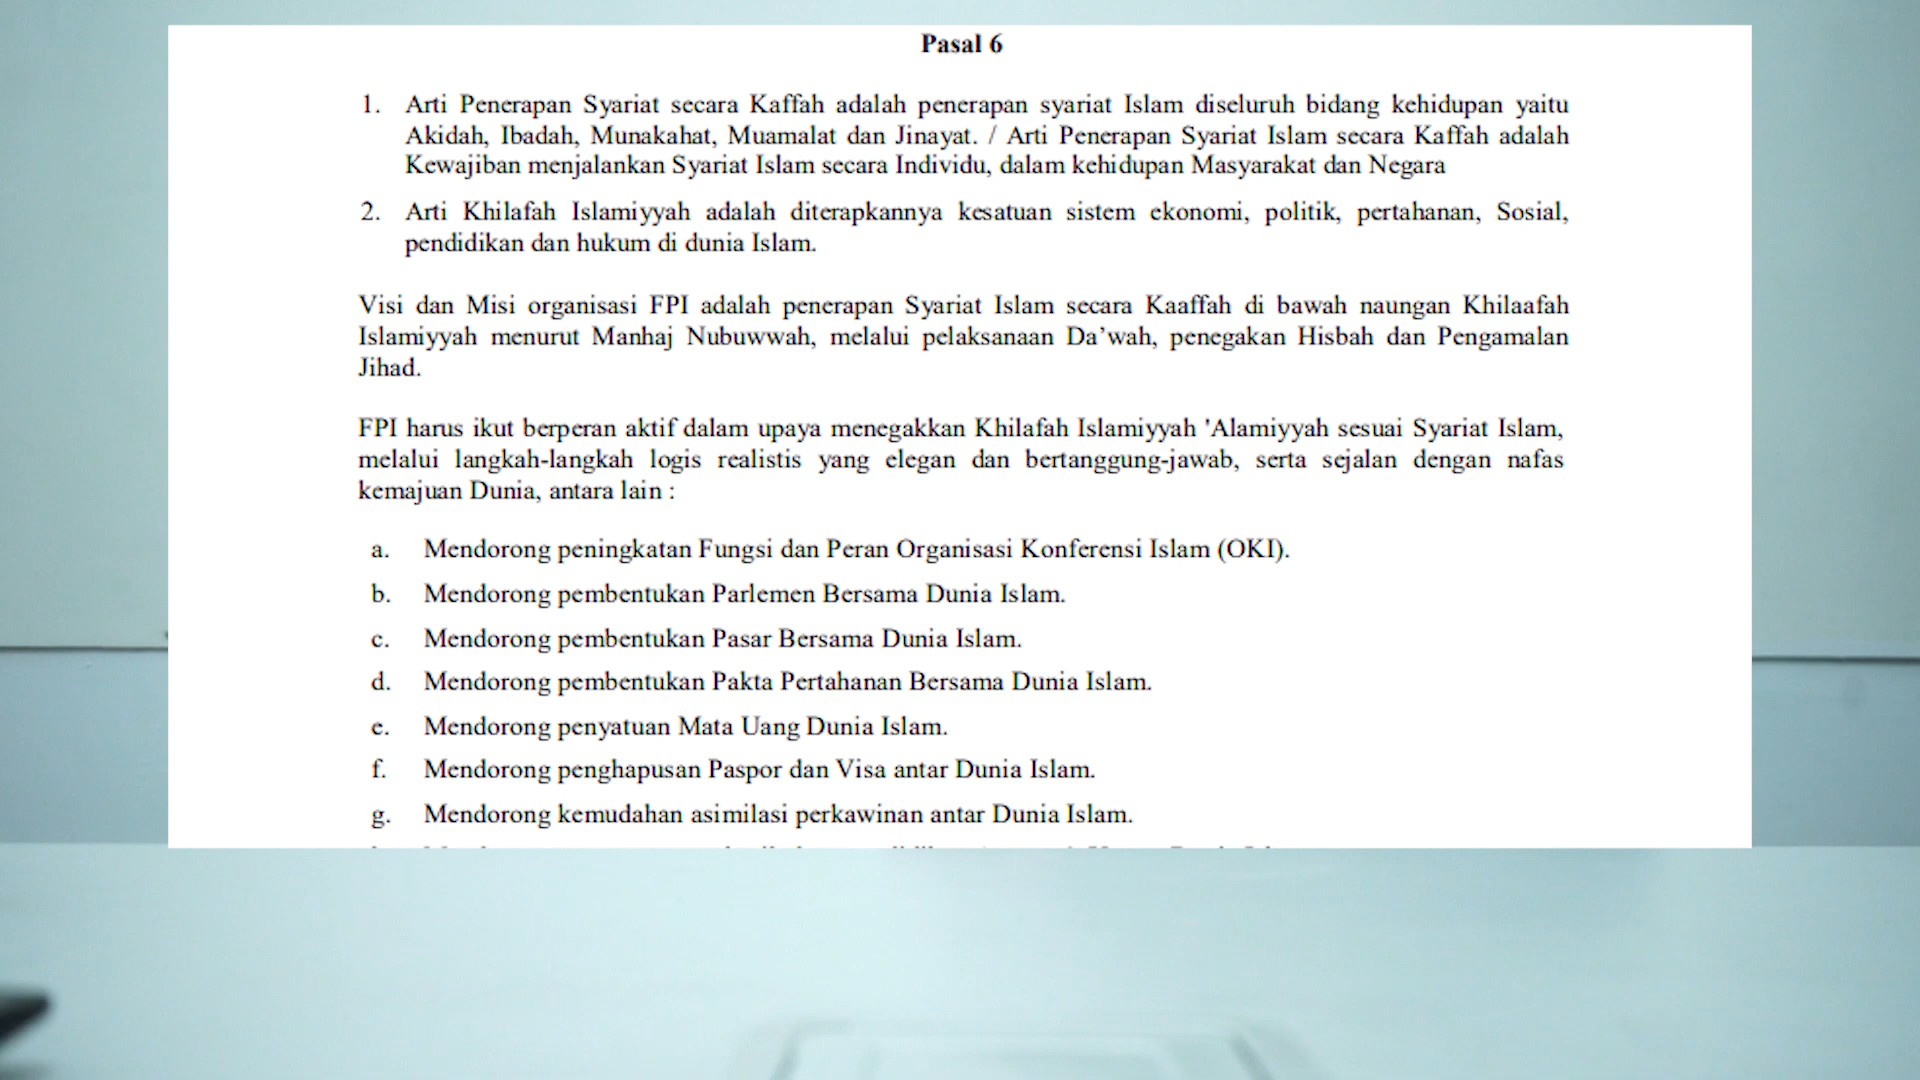 Pasal 6
1. Arti Penerapan Syariat secara Kaffah adalah penerapan syariat Islam diseluruh bidang kehidupan yaitu
Akidah, Ibadah, Munakahat, Muamalat dan Jinayat. / Arti Penerapan Syariat Islam secara Kaffah adalah
Kewajiban menjalankan Syariat Islam secara Individu, dalam kehidupan Masyarakat dan Negara
2. Arti Khilafah Islamiyyah adalah diterapkannya kesatuan sistem ekonomi, politik, pertahanan, Sosial,
pendidikan dan hukum di dunia Islam.
Visi dan Misi organisasi FPI adalah penerapan Syariat Islam secara Kaaffah di bawah naungan Khilaafah
Islamiyyah menurut Manhaj Nubuwwah, melalui pelaksanaan Da’wah, penegakan Hisbah dan Pengamalan
Jihad.
FPI harus ikut berperan aktif dalam upaya menegakkan Khilafah Islamiyyah 'Alamiyyah sesuai Syariat Islam,
melalui langkah-langkah logis realistis yang elegan dan bertanggung-jawab, serta sejalan dengan nafas
kemajuan Dunia, antara lain :
a. Mendorong peningkatan Fungsi dan Peran Organisasi Konferensi Islam (OKI).
b. Mendorong pembentukan Parlemen Bersama Dunia Islam.
c. Mendorong pembentukan Pasar Bersama Dunia Islam.
d. Mendorong pembentukan Pakta Pertahanan Bersama Dunia Islam.
e. Mendorong penyatuan Mata Uang Dunia Islam.
f. Mendorong penghapusan Paspor dan Visa antar Dunia Islam.
g. Mendorong kemudahan asimilasi perkawinan antar Dunia Islam.